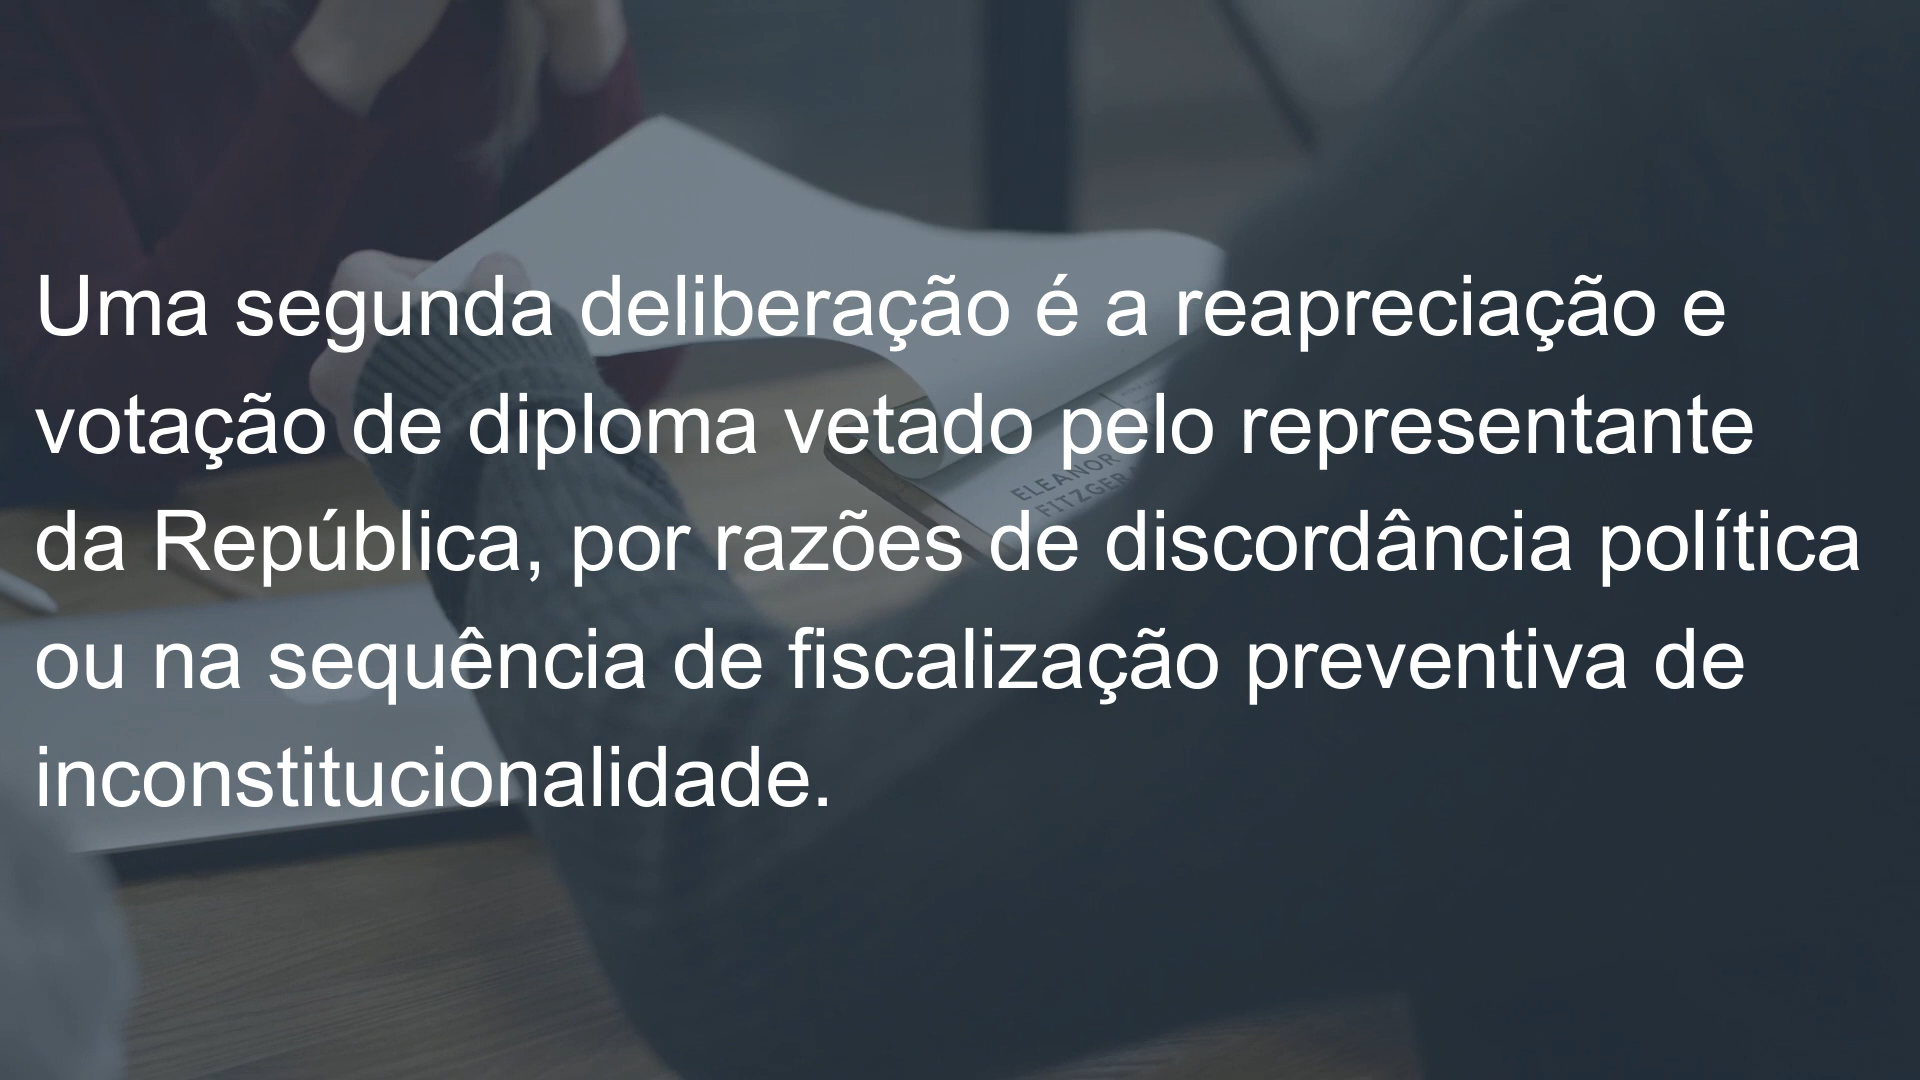 Uma segunda deliberação é a reapreciação e
votação de diploma vetado pelo representante
da República, por razões de discordância política
ou na sequência de fiscalização preventiva de
inconstitucionalidade.
ELEANOR